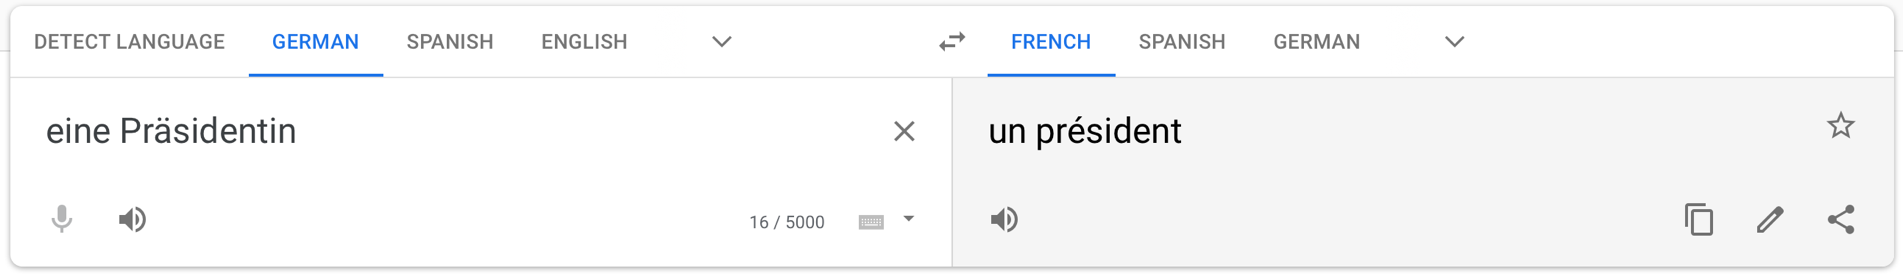 DETECT LANGUAGE GERMAN SPANISH ENGLISH FRENCH SPANISH GERMAN
eine Präsidentin
un président
16 / 5000